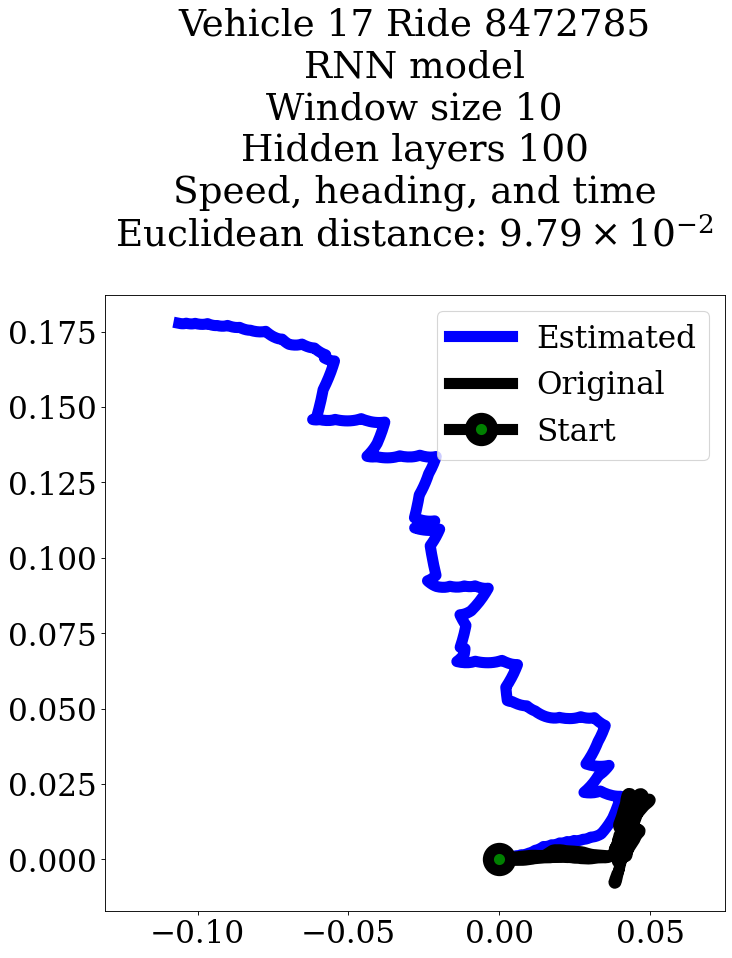 Vehicle 17 Ride 8472785
RNN model
Window size 10
Hidden layers 100
Speed, heading, and time
Euclidean distance: 9.79 × 10⁻²
Estimated
Original
Start
0.175
0.150
0.125
0.100
0.075
0.050
0.025
0.000
−0.10 −0.05 0.00 0.05